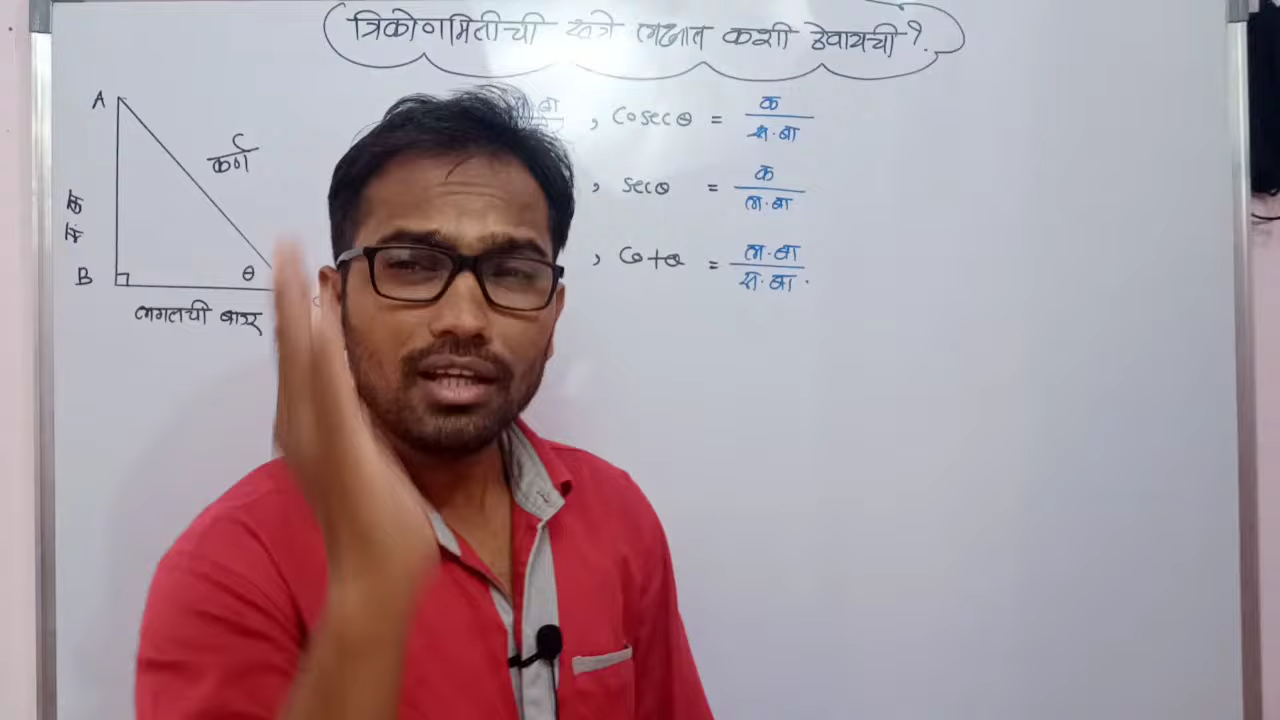 त्रिकोणमितीची सूत्रे लक्षात कशी ठेवायची ?
A
कर्ण
B
θ
लगतची बाजू
बा , cosecθ = क / स.बा
, secθ = क / ल.बा
, cotθ = ल.बा / स.बा.